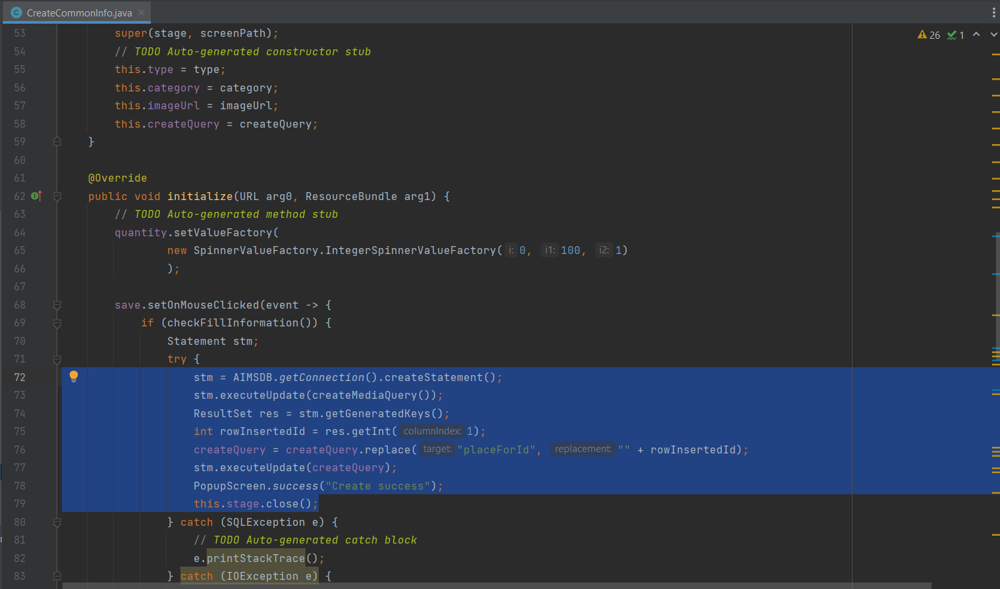 CreateCommonInfo.java
26 1
53 super(stage, screenPath);
54 // TODO Auto-generated constructor stub
55 this.type = type;
56 this.category = category;
57 this.imageUrl = imageUrl;
58 this.createQuery = createQuery;
59 }
60
61 @Override
62 public void initialize(URL arg0, ResourceBundle arg1) {
63 // TODO Auto-generated method stub
64 quantity.setValueFactory(
65 new SpinnerValueFactory.IntegerSpinnerValueFactory( i: 0, i1: 100, i2: 1)
66 );
67
68 save.setOnMouseClicked(event -> {
69 if (checkFillInformation()) {
70 Statement stm;
71 try {
72 stm = AIMSDB.getConnection().createStatement();
73 stm.executeUpdate(createMediaQuery());
74 ResultSet res = stm.getGeneratedKeys();
75 int rowInsertedId = res.getInt( columnIndex: 1);
76 createQuery = createQuery.replace( target: "placeForId", replacement: "" + rowInsertedId);
77 stm.executeUpdate(createQuery);
78 PopupScreen.success("Create success");
79 this.stage.close();
80 } catch (SQLException e) {
81 // TODO Auto-generated catch block
82 e.printStackTrace();
83 } catch (IOException e) {